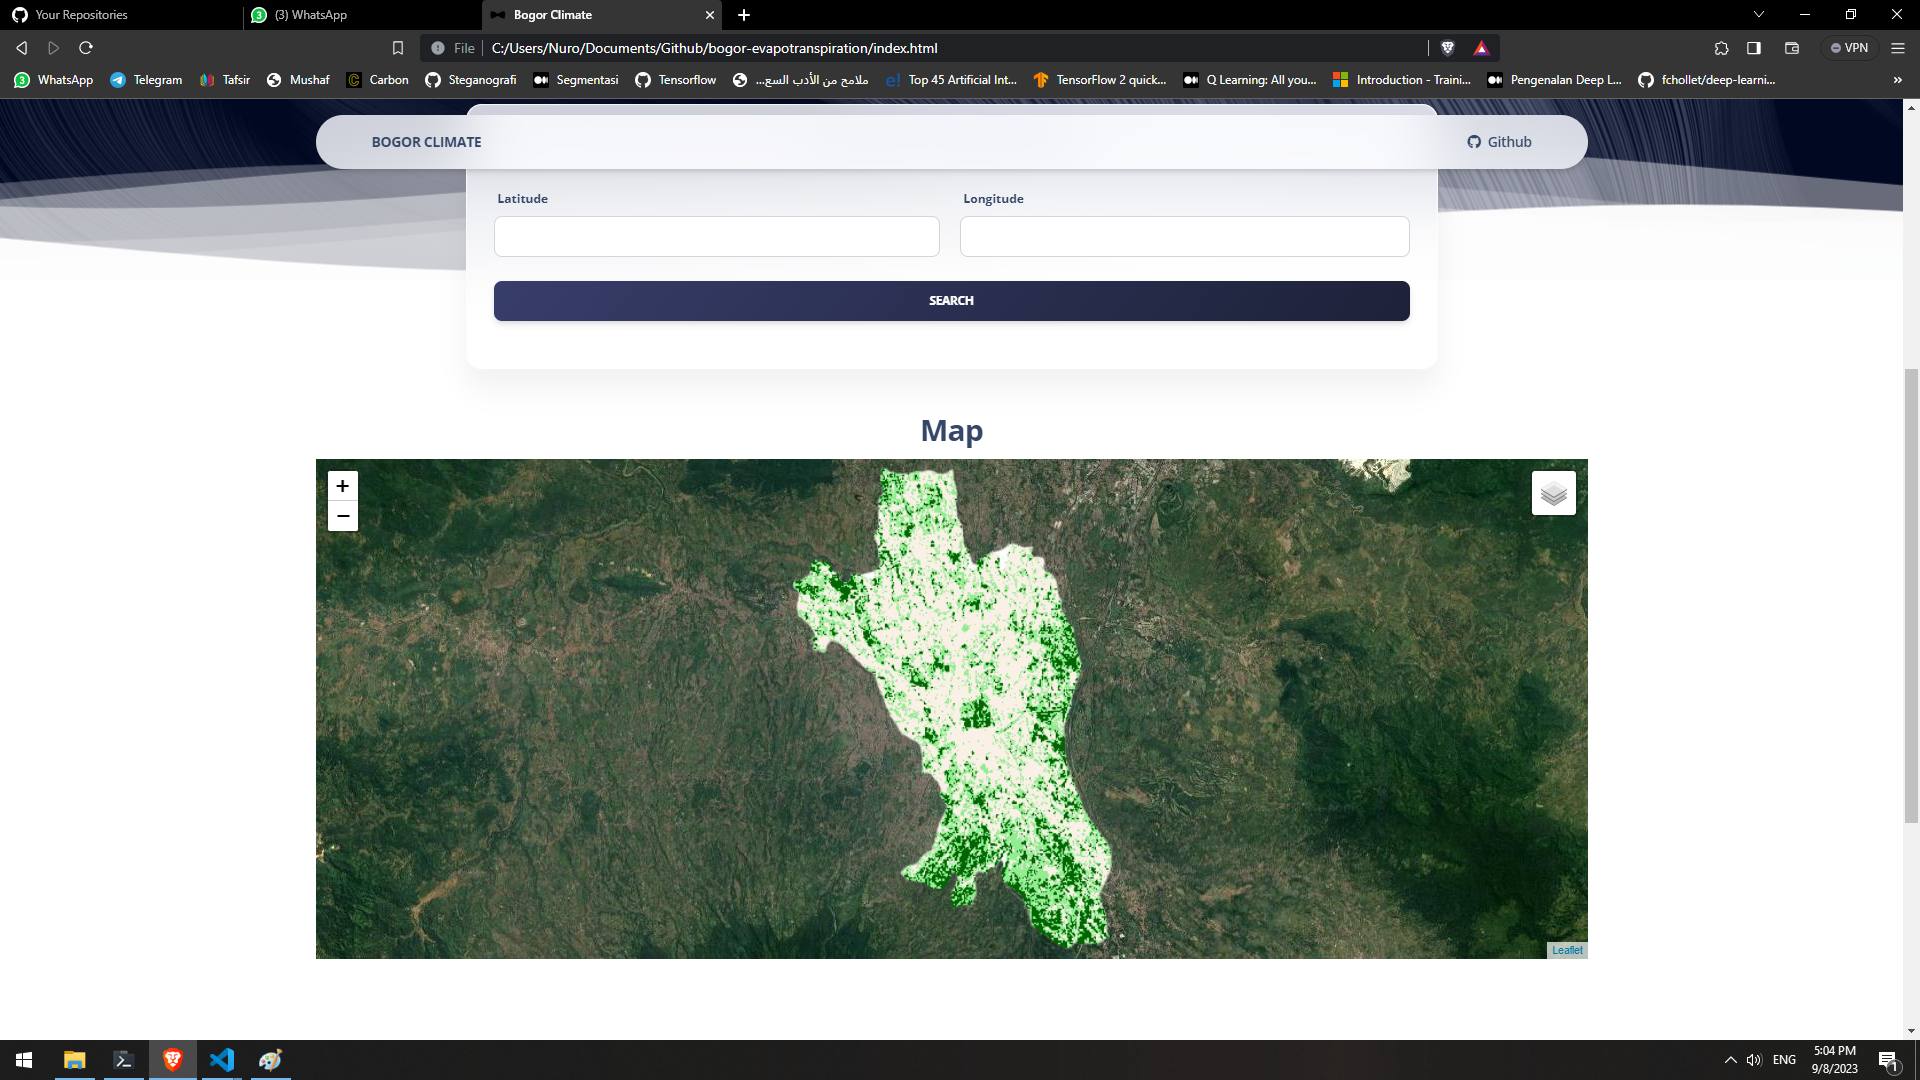 Your Repositories
(3) WhatsApp
Bogor Climate
File
C:/Users/Nuro/Documents/Github/bogor-evapotranspiration/index.html
VPN
WhatsApp
Telegram
Tafsir
Mushaf
Carbon
Steganografi
Segmentasi
Tensorflow
ملامح من الأدب السع...
Top 45 Artificial Int...
TensorFlow 2 quick...
Q Learning: All you...
Introduction - Traini...
Pengenalan Deep L...
fchollet/deep-learni...
BOGOR CLIMATE
Github
Latitude
Longitude
SEARCH
Map
+
−
Leaflet
ENG
5:04 PM
9/8/2023
1